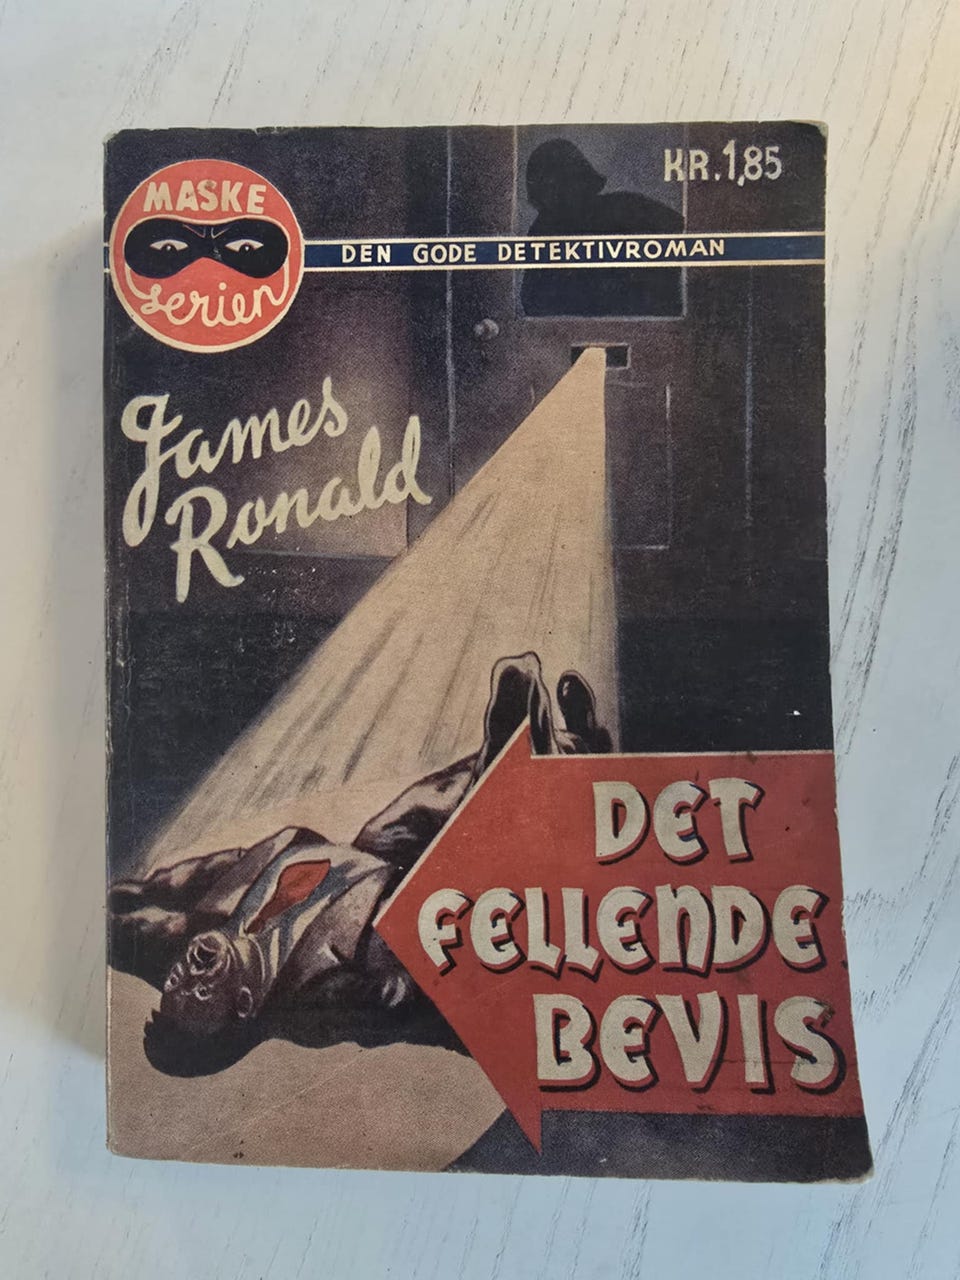 MASKE
serien
KR. 1,85
DEN GODE DETEKTIVROMAN
James
Ronald
DET
FELLENDE
BEVIS